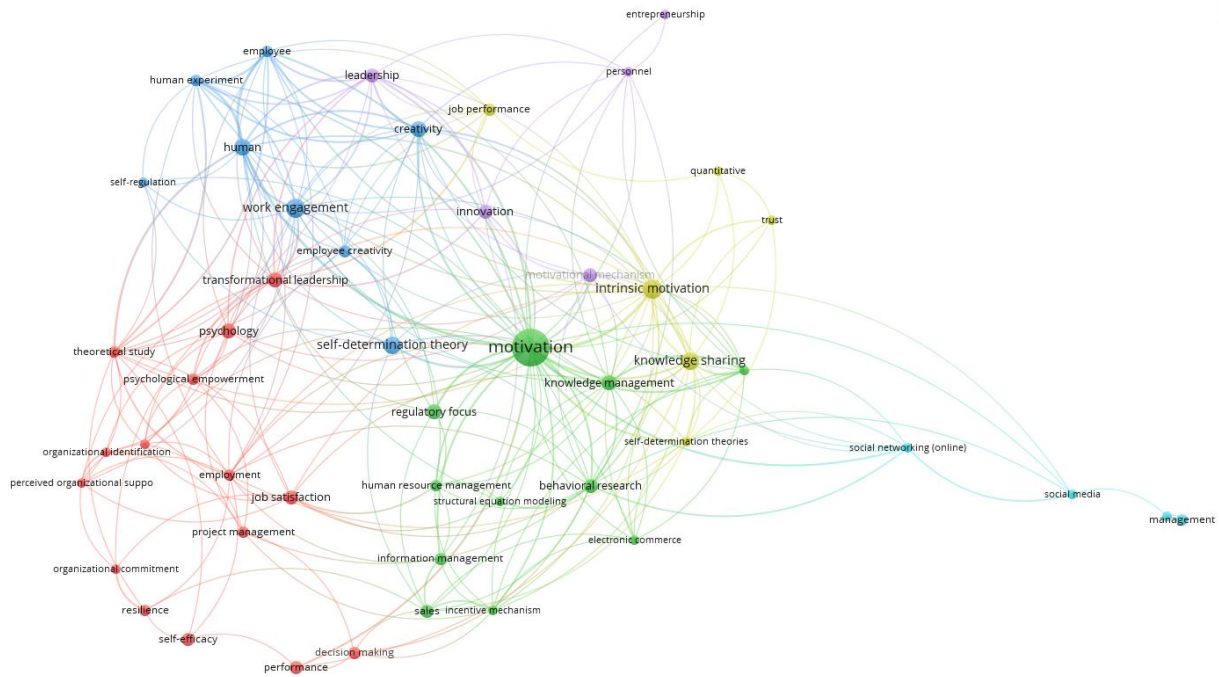 entrepreneurship
employee
personnel
leadership
human experiment
job performance
creativity
human
quantitative
self-regulation
work engagement
innovation
trust
employee creativity
motivational mechanism
transformational leadership
intrinsic motivation
psychology
self-determination theory
motivation
theoretical study
knowledge sharing
psychological empowerment
knowledge management
regulatory focus
self-determination theories
social networking (online)
organizational identification
employment
perceived organizational suppo
human resource management
behavioral research
job satisfaction
structural equation modeling
social media
management
project management
electronic commerce
information management
organizational commitment
resilience
sales
incentive mechanism
self-efficacy
decision making
performance